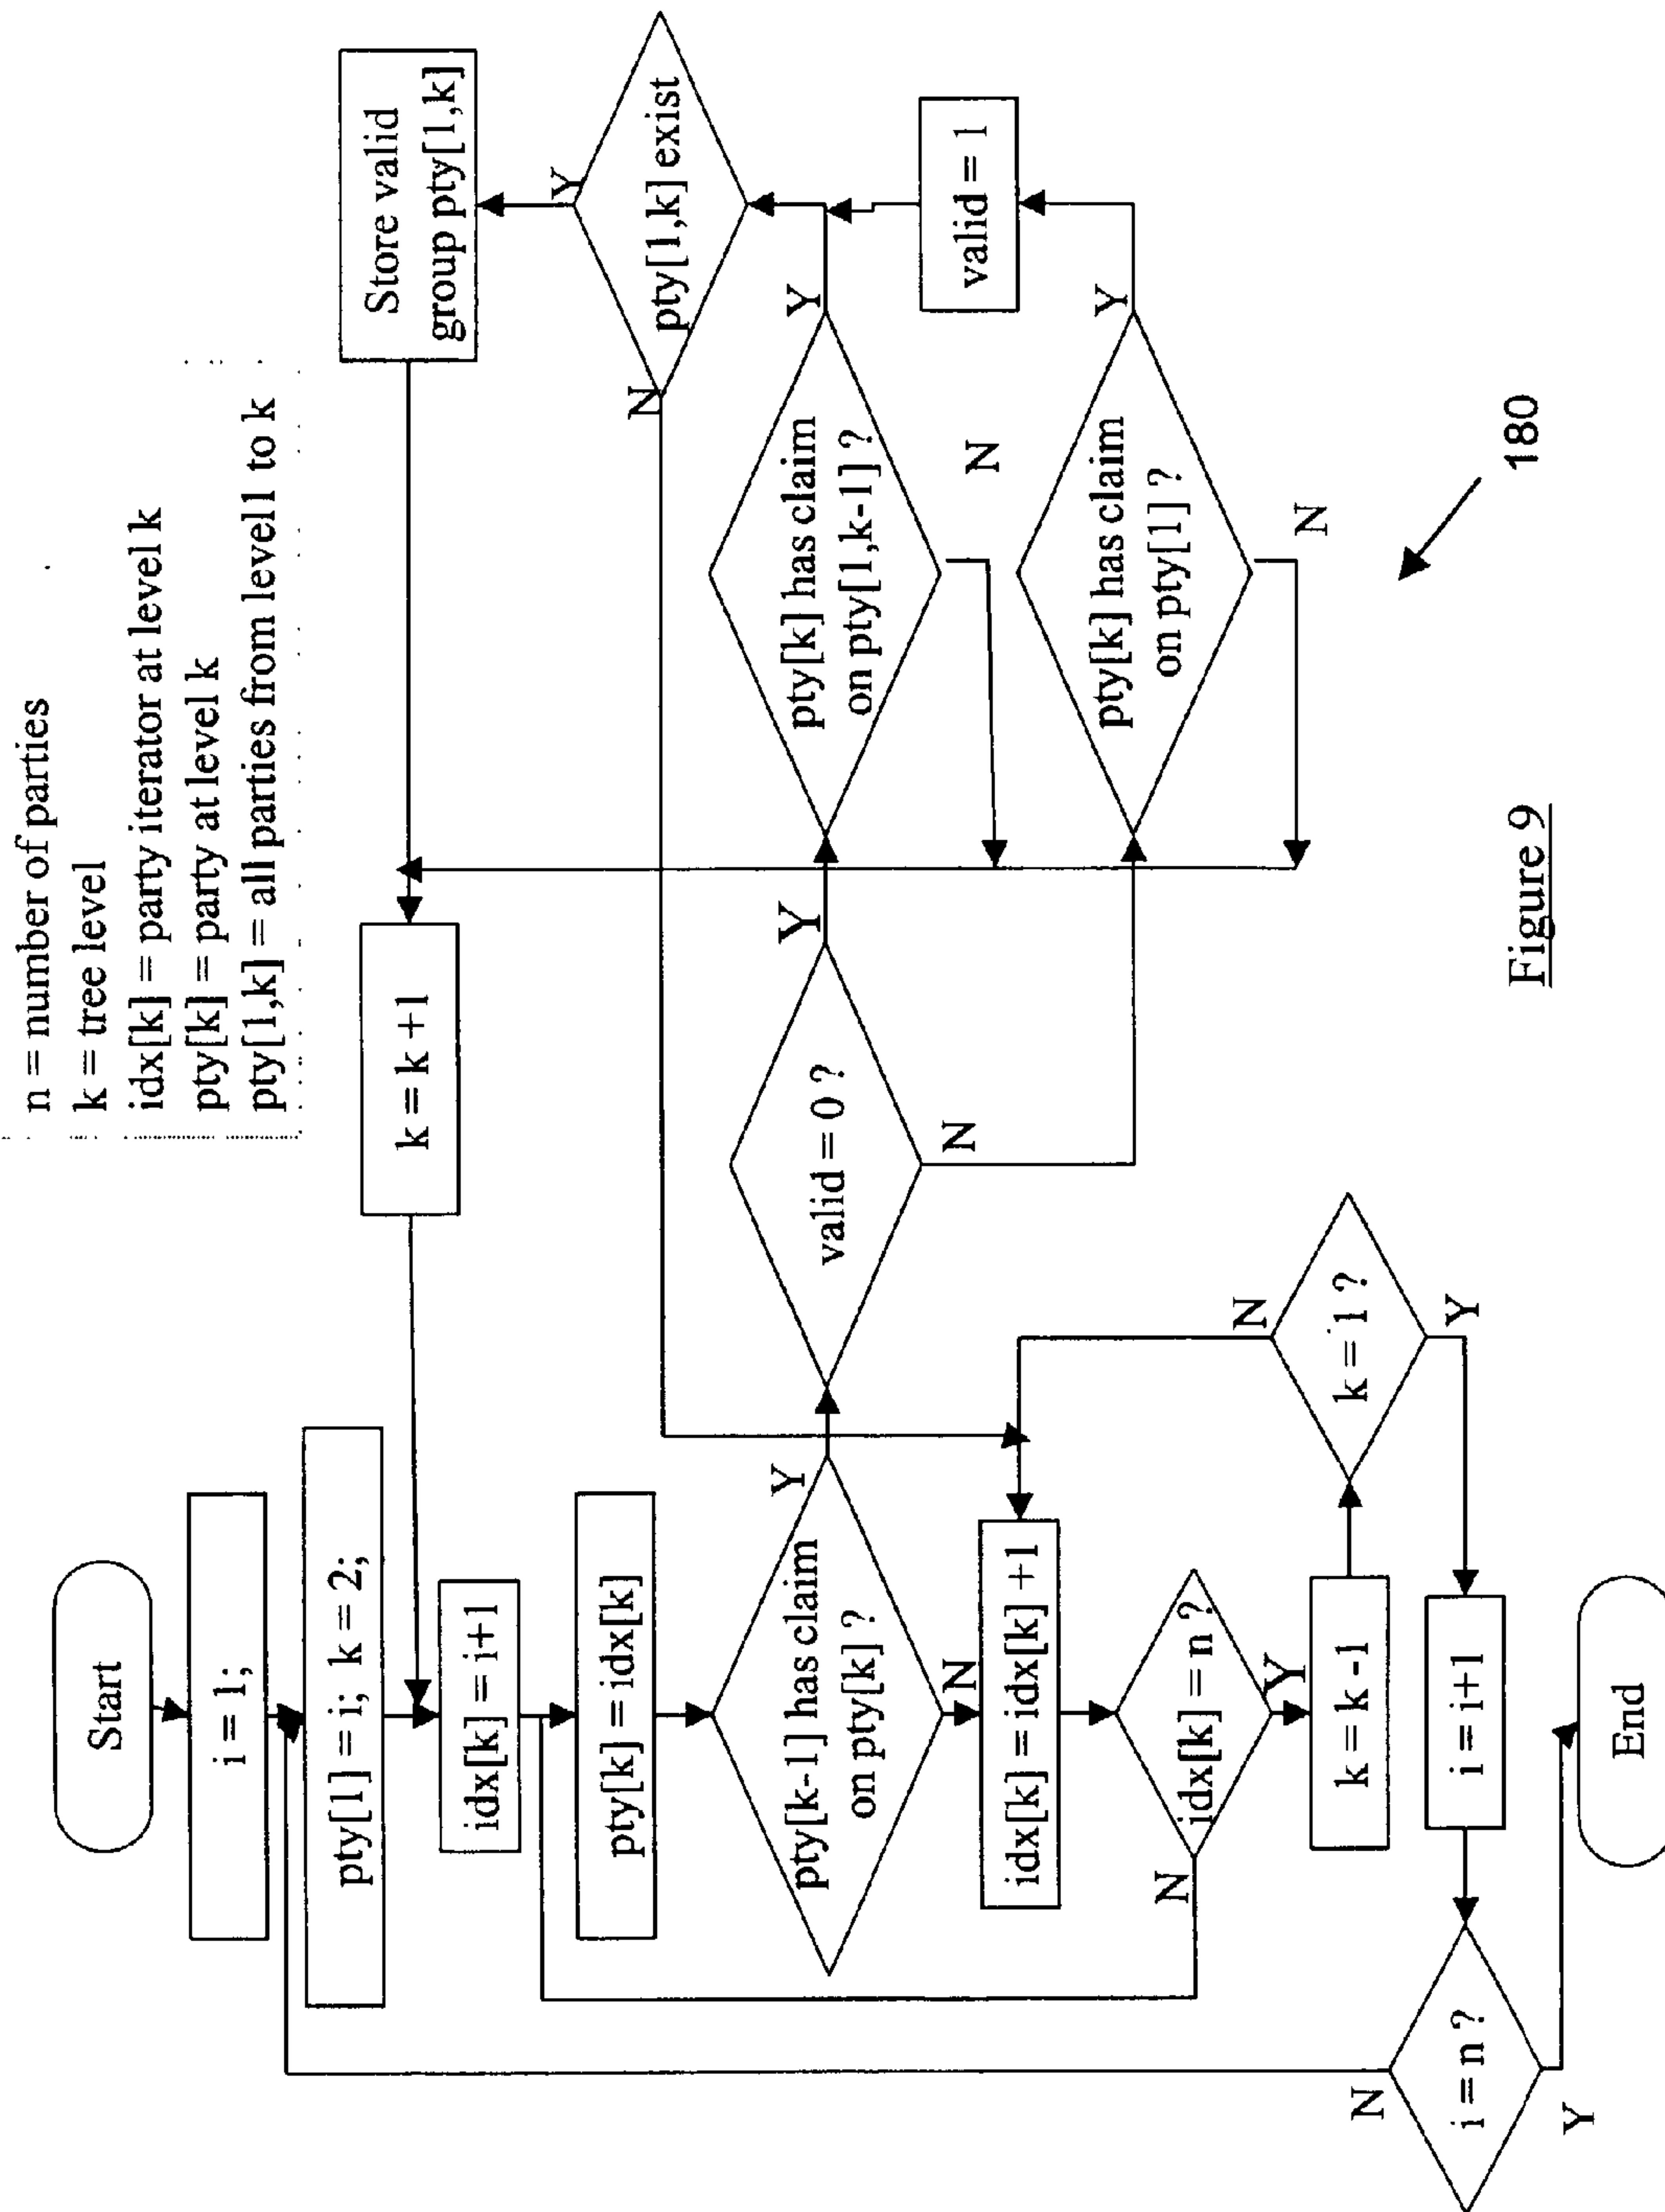 n = number of parties
k = tree level
idx[k] = party iterator at level k
pty[k] = party at level k
pty[1,k] = all parties from level 1 to k
Start
i = 1;
pty[1] = i; k = 2;
idx[k] = i+1
pty[k] = idx[k]
pty[k-1] has claim
on pty[k] ?
Y
N
idx[k] = idx[k] +1
idx[k] = n ?
N
Y
k = k -1
k = 1 ?
N
Y
i = i+1
i = n ?
N
Y
End
k = k +1
valid = 0 ?
Y
N
pty[k] has claim
on pty[1,k-1] ?
Y
N
pty[k] has claim
on pty[1] ?
Y
N
valid = 1
pty[1,k] exist
Y
N
Store valid
group pty[1,k]
180
Figure 9